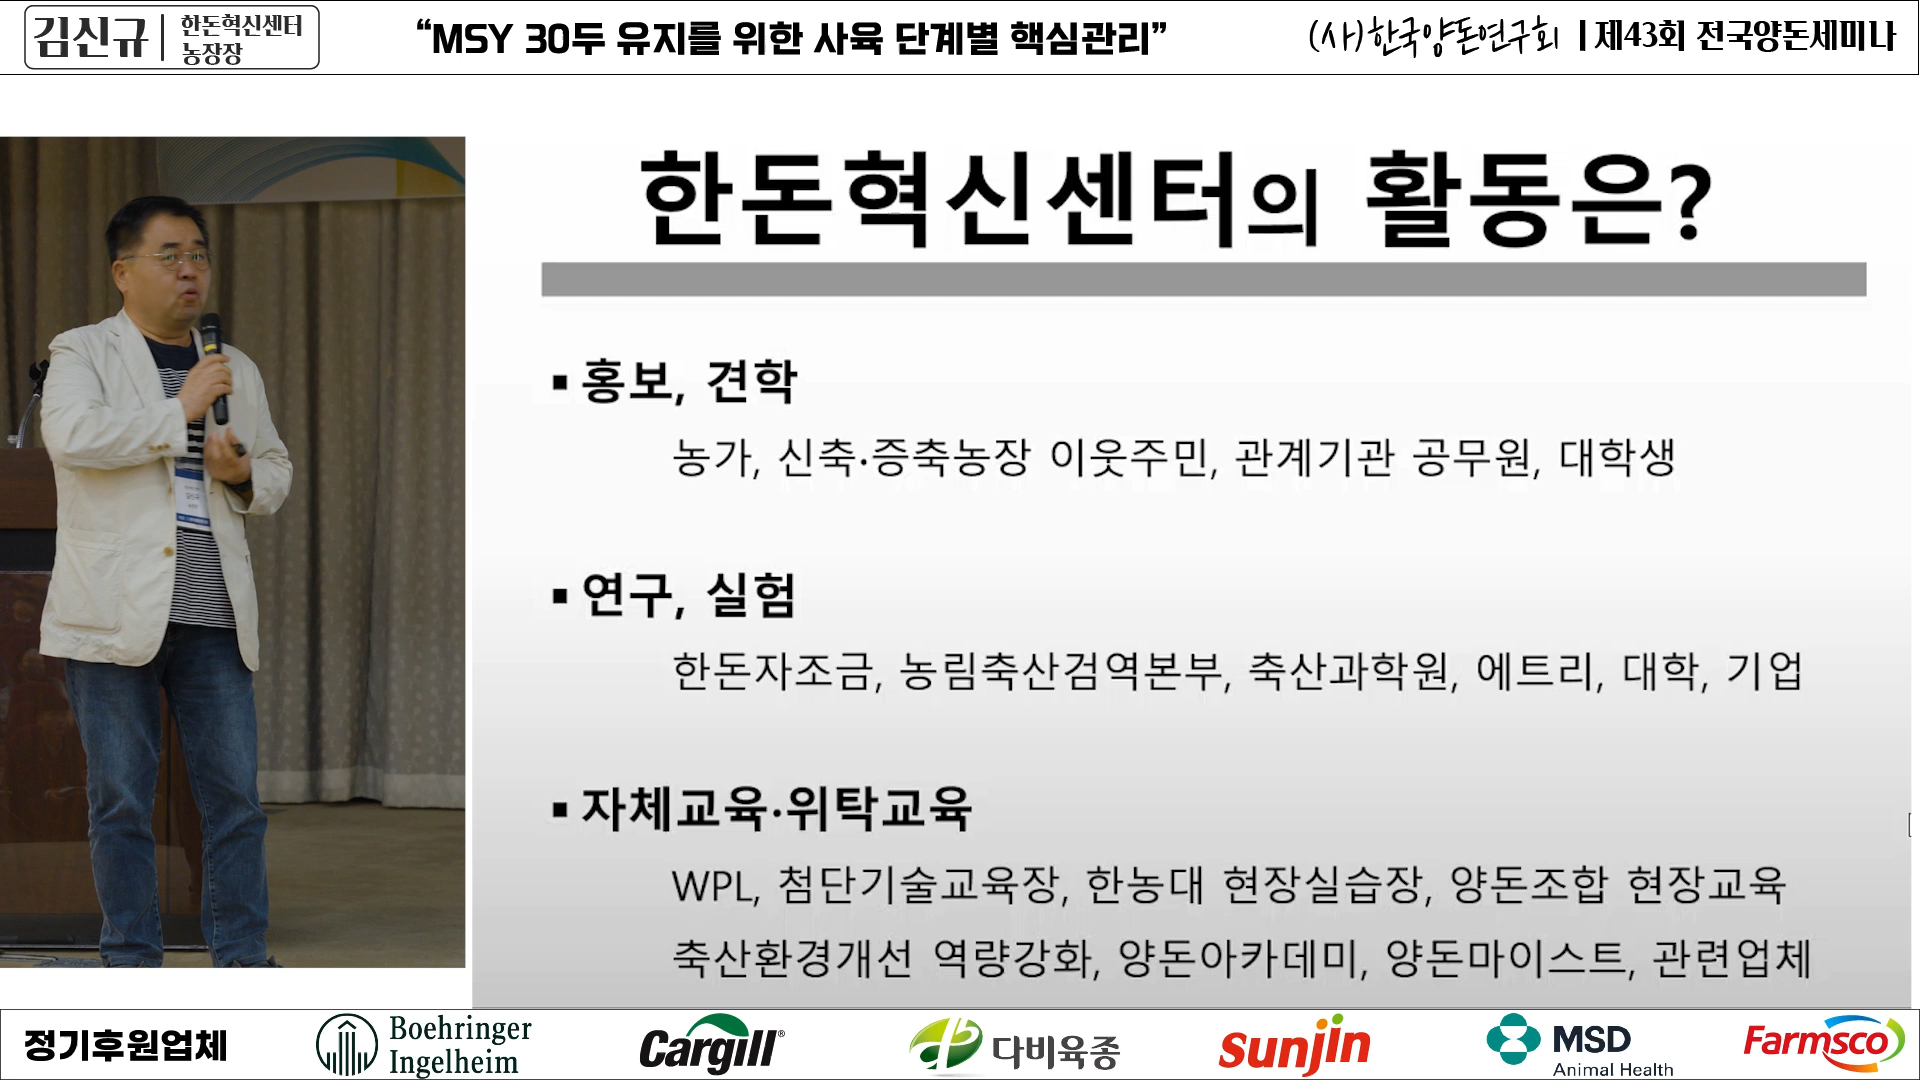 김신규 한돈혁신센터 농장장
“MSY 30두 유지를 위한 사육 단계별 핵심관리”
(사)한국양돈연구회 | 제43회 전국양돈세미나
한돈혁신센터의 활동은?
▪ 홍보, 견학
농가, 신축·증축농장 이웃주민, 관계기관 공무원, 대학생
▪ 연구, 실험
한돈자조금, 농림축산검역본부, 축산과학원, 에트리, 대학, 기업
▪ 자체교육·위탁교육
WPL, 첨단기술교육장, 한농대 현장실습장, 양돈조합 현장교육
축산환경개선 역량강화, 양돈아카데미, 양돈마이스트, 관련업체
정기후원업체
Boehringer Ingelheim
Cargill®
다비육종
Sunjin
MSD Animal Health
Farmsco